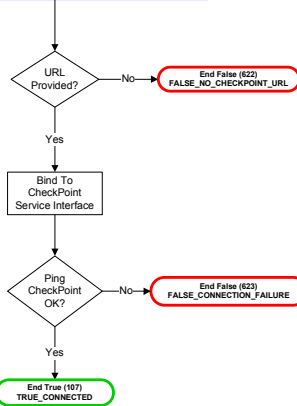 URL
Provided?
No
End False (622)
FALSE_NO_CHECKPOINT_URL
Yes
Bind To
CheckPoint
Service Interface
Ping
CheckPoint
OK?
No
End False (623)
FALSE_CONNECTION_FAILURE
Yes
End True (107)
TRUE_CONNECTED